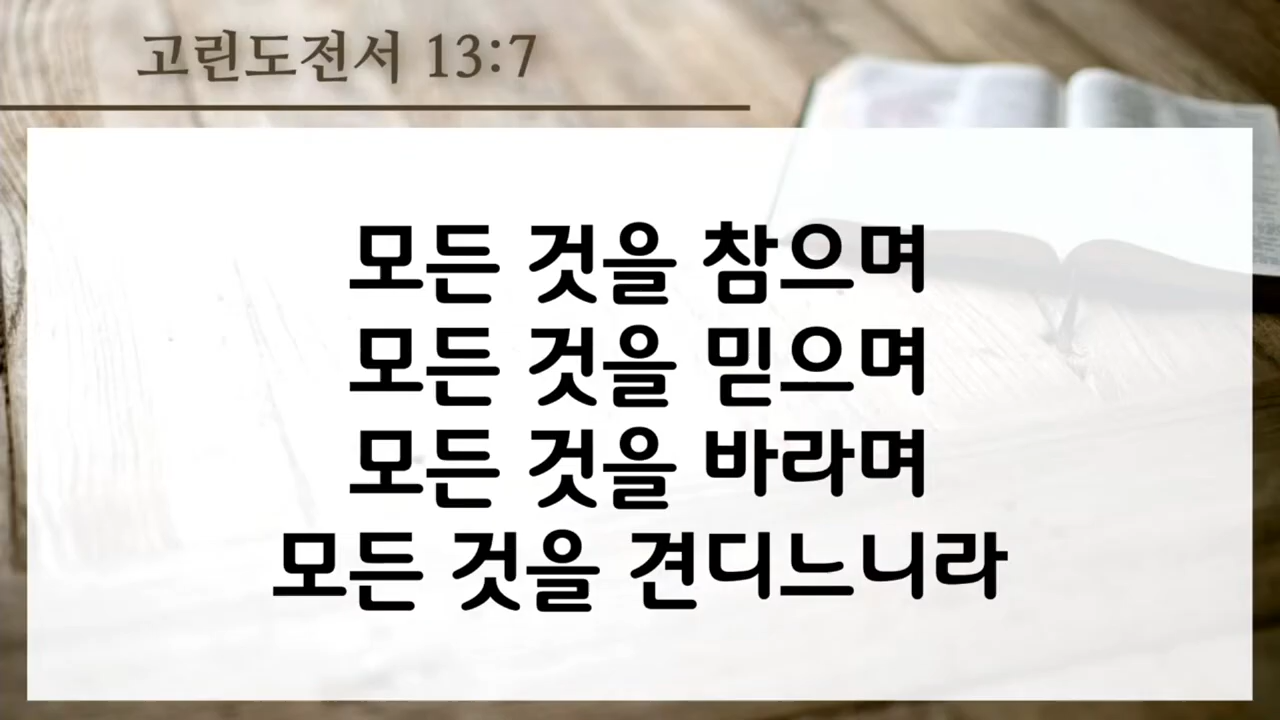 고린도전서 13:7
모든 것을 참으며
모든 것을 믿으며
모든 것을 바라며
모든 것을 견디느니라